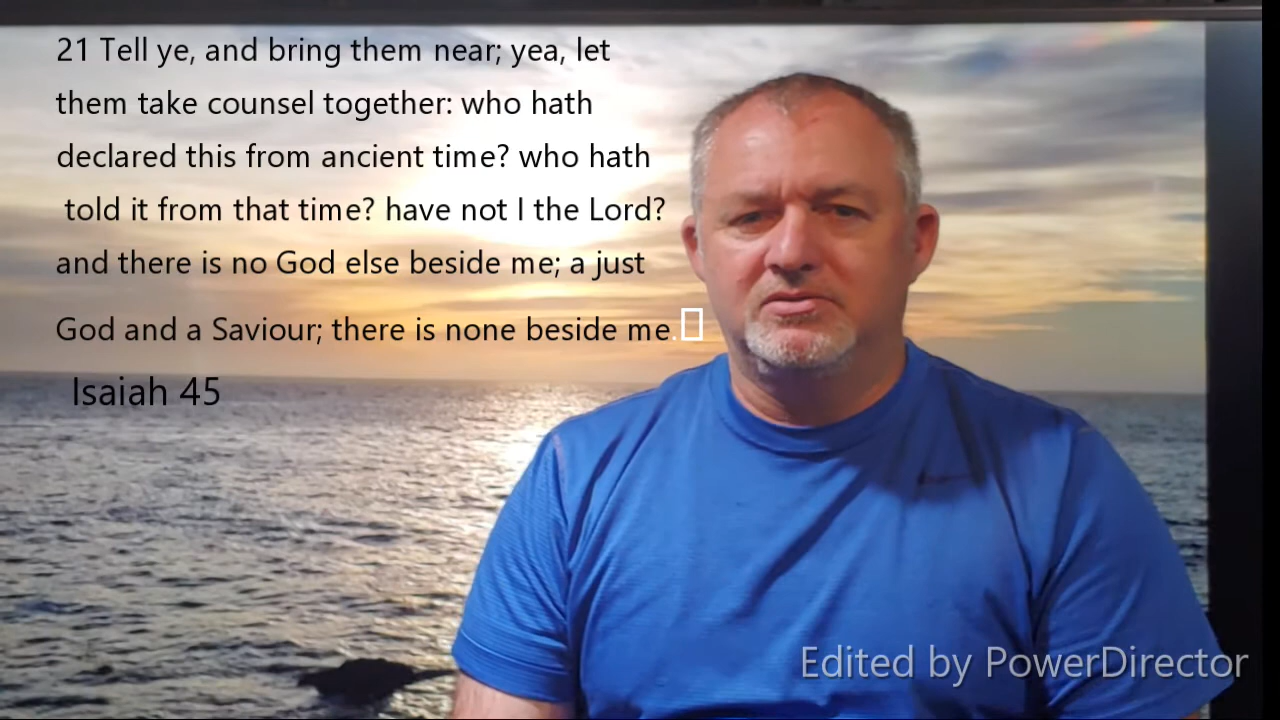 21 Tell ye, and bring them near; yea, let
them take counsel together: who hath
declared this from ancient time? who hath
told it from that time? have not I the Lord?
and there is no God else beside me; a just
God and a Saviour; there is none beside me.
Isaiah 45
Edited by PowerDirector